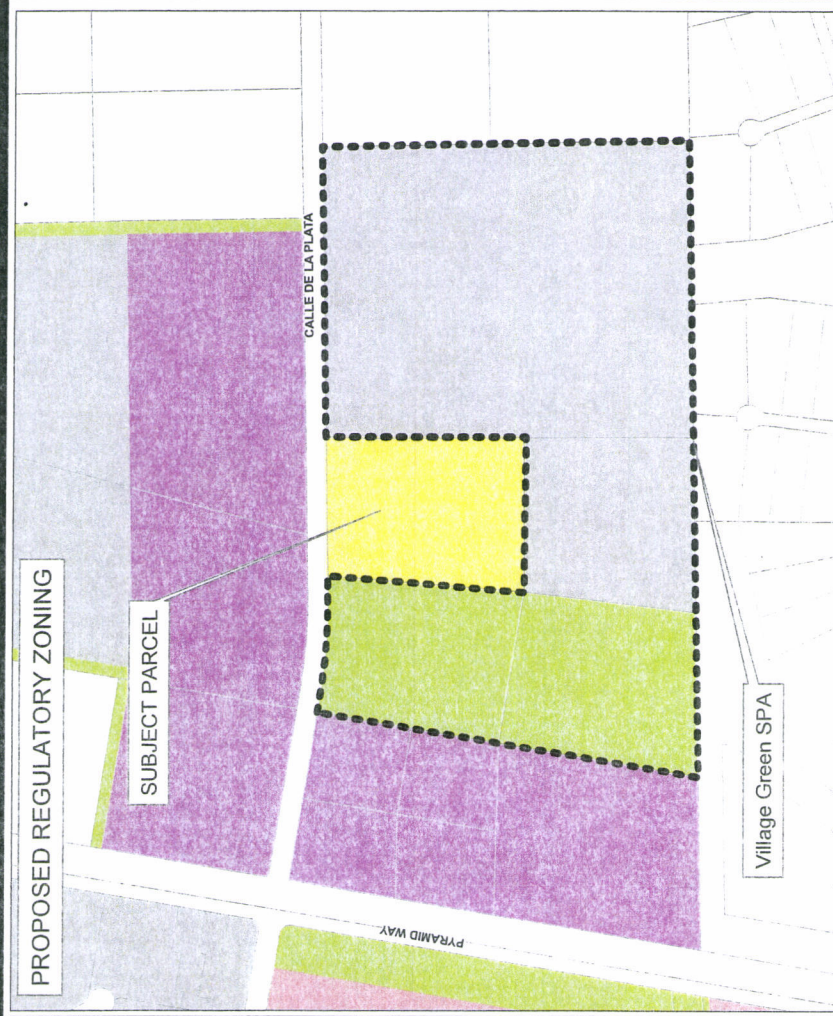 PROPOSED REGULATORY ZONING
SUBJECT PARCEL
CALLE DE LA PLATA
PYRAMID WAY
Village Green SPA